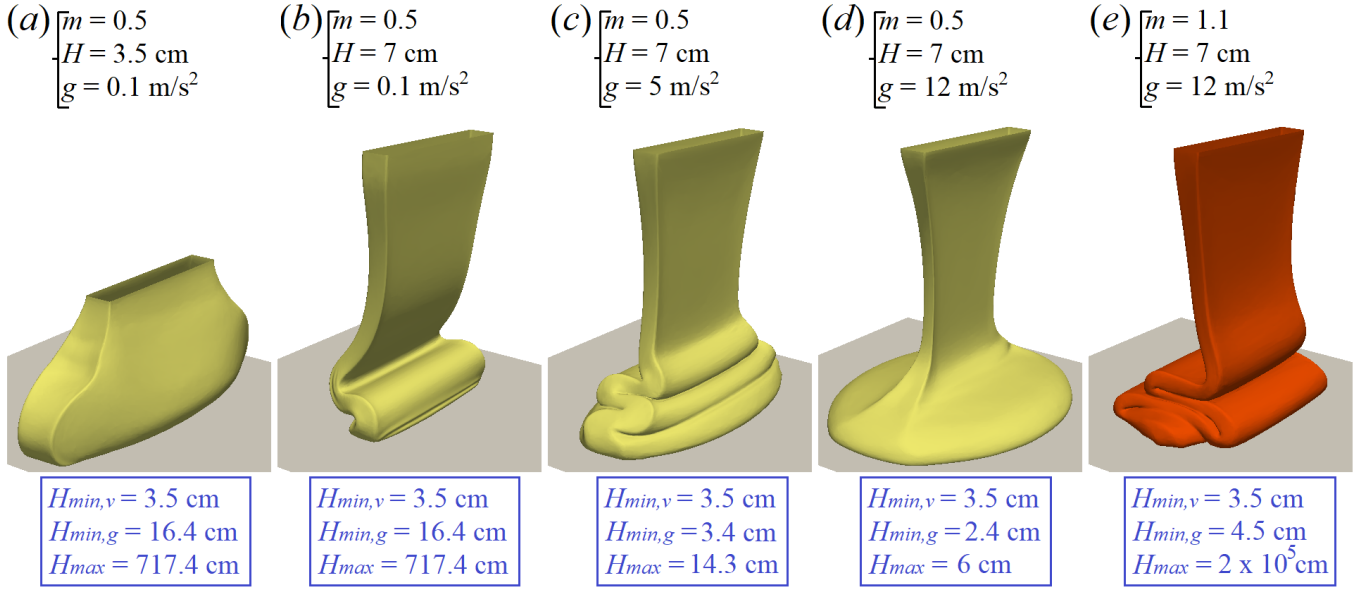 (a) m = 0.5
H = 3.5 cm
g = 0.1 m/s²
(b) m = 0.5
H = 7 cm
g = 0.1 m/s²
(c) m = 0.5
H = 7 cm
g = 5 m/s²
(d) m = 0.5
H = 7 cm
g = 12 m/s²
(e) m = 1.1
H = 7 cm
g = 12 m/s²
Hmin,v = 3.5 cm
Hmin,g = 16.4 cm
Hmax = 717.4 cm
Hmin,v = 3.5 cm
Hmin,g = 16.4 cm
Hmax = 717.4 cm
Hmin,v = 3.5 cm
Hmin,g = 3.4 cm
Hmax = 14.3 cm
Hmin,v = 3.5 cm
Hmin,g = 2.4 cm
Hmax = 6 cm
Hmin,v = 3.5 cm
Hmin,g = 4.5 cm
Hmax = 2 x 10⁵cm